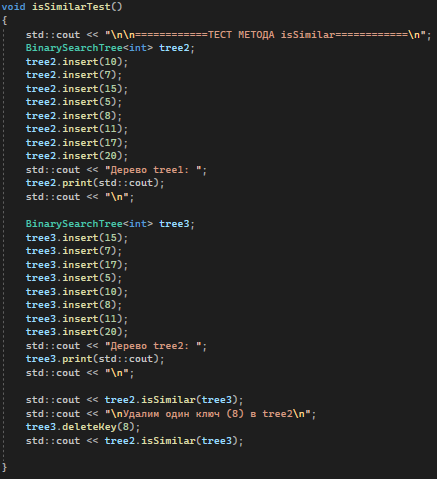 void isSimilarTest()
{
std::cout << "\n\n============ТЕСТ МЕТОДА isSimilar============\n";
BinarySearchTree<int> tree2;
tree2.insert(10);
tree2.insert(7);
tree2.insert(15);
tree2.insert(5);
tree2.insert(8);
tree2.insert(11);
tree2.insert(17);
tree2.insert(20);
std::cout << "Дерево tree1: ";
tree2.print(std::cout);
std::cout << "\n";
BinarySearchTree<int> tree3;
tree3.insert(15);
tree3.insert(7);
tree3.insert(17);
tree3.insert(5);
tree3.insert(10);
tree3.insert(8);
tree3.insert(11);
tree3.insert(20);
std::cout << "Дерево tree2: ";
tree3.print(std::cout);
std::cout << "\n";
std::cout << tree2.isSimilar(tree3);
std::cout << "\nУдалим один ключ (8) в tree2\n";
tree3.deleteKey(8);
std::cout << tree2.isSimilar(tree3);
}